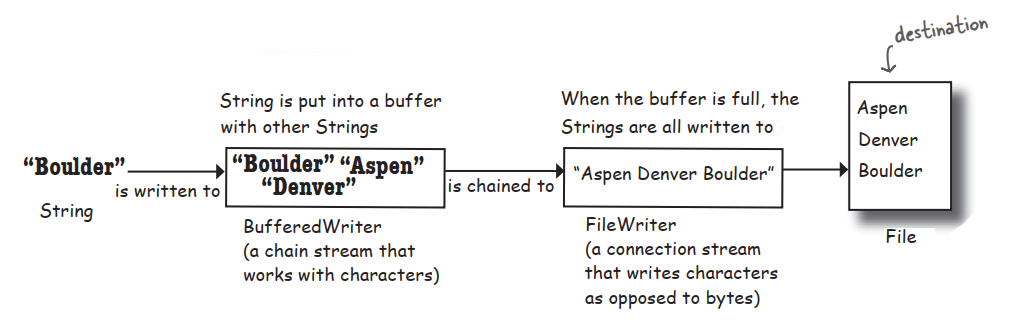 destination
String is put into a buffer
with other Strings
When the buffer is full, the
Strings are all written to
“Boulder”
is written to
String
“Boulder” “Aspen”
“Denver”
is chained to
“Aspen Denver Boulder”
Aspen
Denver
Boulder
BufferedWriter
(a chain stream that
works with characters)
FileWriter
(a connection stream
that writes characters
as opposed to bytes)
File